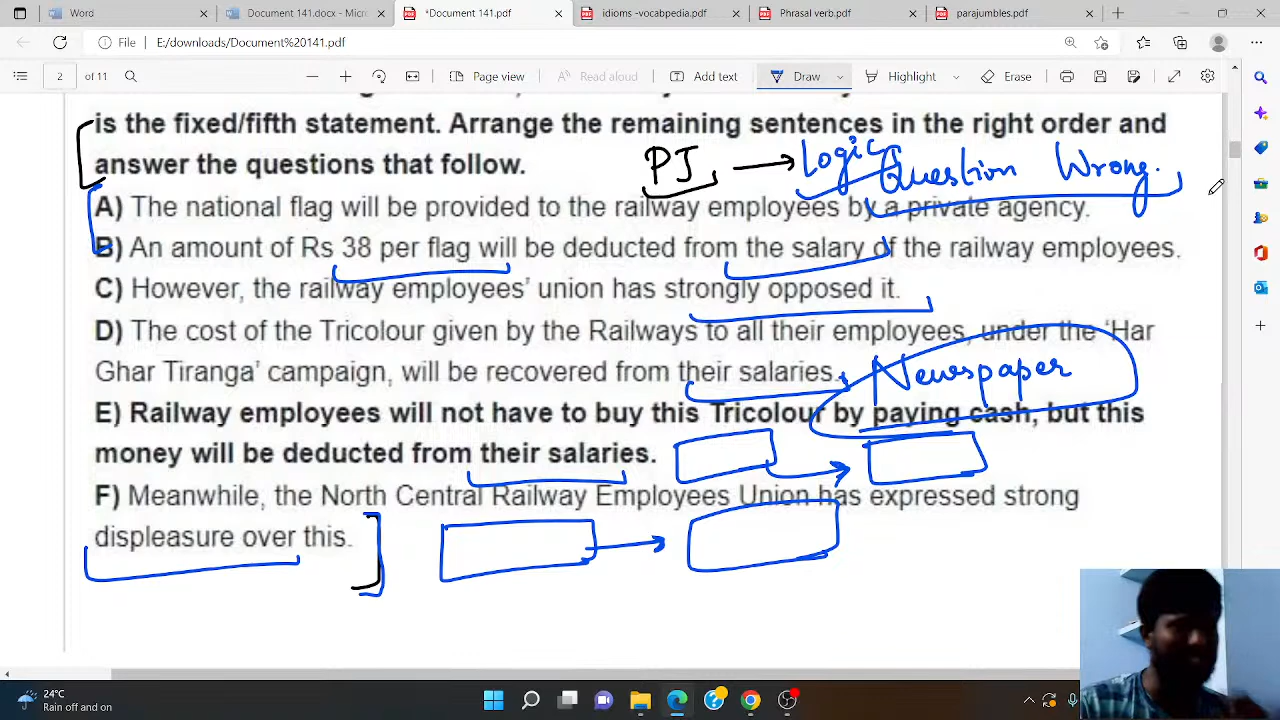 Word
Document 141.docx - Micro
*Document 141.pdf
idioms -vocabpedia.pdf
Phrasal verb.pdf
parajumbles.pdf
File
E:/downloads/Document%20141.pdf
2 of 11
Page view
Read aloud
Add text
Draw
Highlight
Erase
is the fixed/fifth statement. Arrange the remaining sentences in the right order and
answer the questions that follow.
PJ → Logic Question Wrong.
A) The national flag will be provided to the railway employees by a private agency.
B) An amount of Rs 38 per flag will be deducted from the salary of the railway employees.
C) However, the railway employees' union has strongly opposed it.
D) The cost of the Tricolour given by the Railways to all their employees, under the 'Har
Ghar Tiranga' campaign, will be recovered from their salaries.
Newspaper
E) Railway employees will not have to buy this Tricolour by paying cash, but this
money will be deducted from their salaries.
F) Meanwhile, the North Central Railway Employees Union has expressed strong
displeasure over this.
24°C
Rain off and on